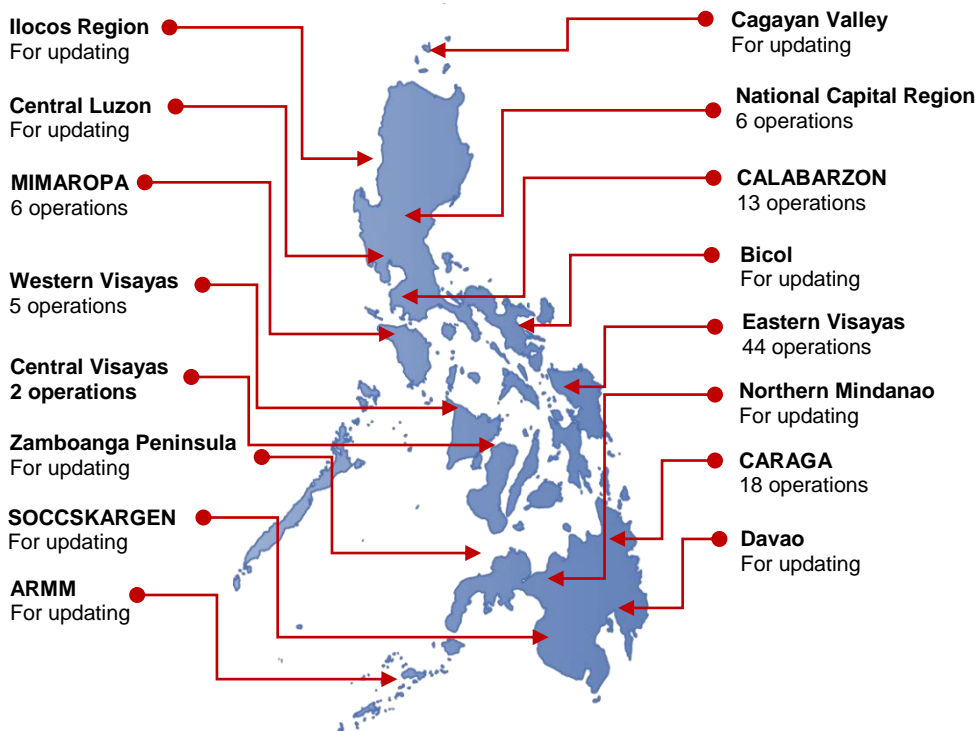 Ilocos Region
For updating
Central Luzon
For updating
MIMAROPA
6 operations
Western Visayas
5 operations
Central Visayas
2 operations
Zamboanga Peninsula
For updating
SOCCSKARGEN
For updating
ARMM
For updating
Cagayan Valley
For updating
National Capital Region
6 operations
CALABARZON
13 operations
Bicol
For updating
Eastern Visayas
44 operations
Northern Mindanao
For updating
CARAGA
18 operations
Davao
For updating